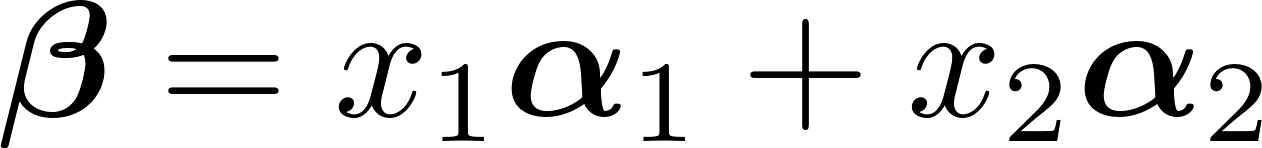 𝜷 = x₁𝜶₁ + x₂𝜶₂